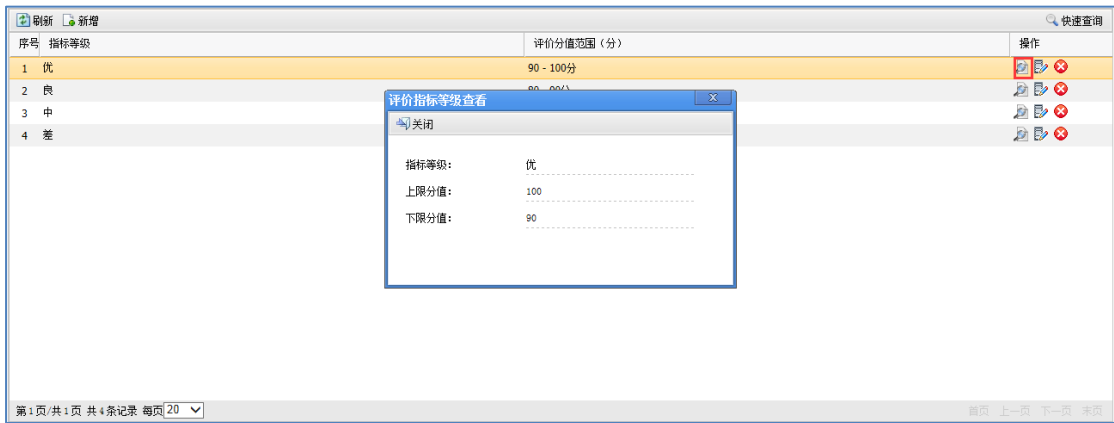 刷新 新增 快速查询
序号 指标等级 评价分值范围（分） 操作
1 优 90 - 100分
2 良
3 中
4 差
评价指标等级查看 X
关闭
指标等级： 优
上限分值： 100
下限分值： 90
第1页/共1页 共4条记录 每页 20 首页 上一页 下一页 末页